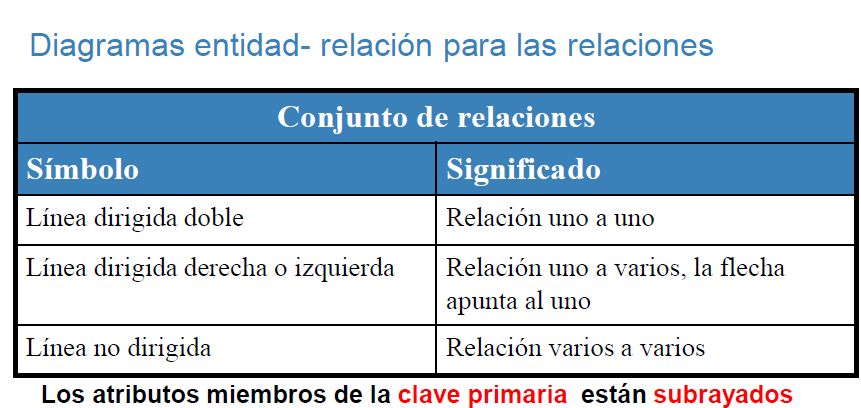 Diagramas entidad- relación para las relaciones
Conjunto de relaciones
Símbolo
Significado
Línea dirigida doble
Relación uno a uno
Línea dirigida derecha o izquierda
Relación uno a varios, la flecha
apunta al uno
Línea no dirigida
Relación varios a varios
Los atributos miembros de la clave primaria están subrayados